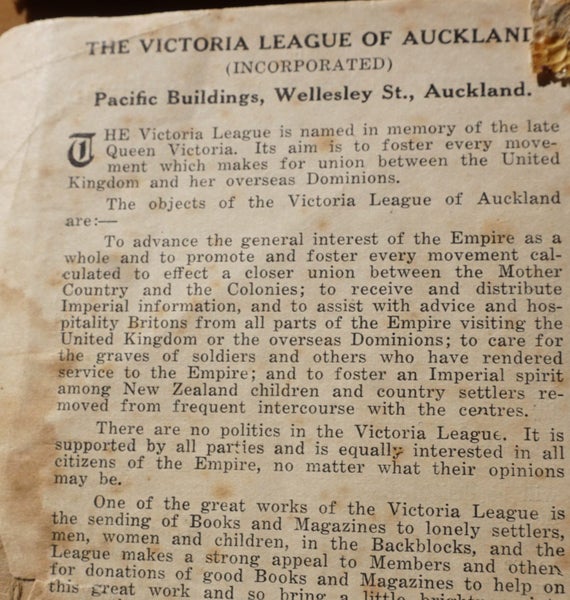 THE VICTORIA LEAGUE OF AUCKLAND
(INCORPORATED)
Pacific Buildings, Wellesley St., Auckland.
THE Victoria League is named in memory of the late
Queen Victoria. Its aim is to foster every move-
ment which makes for union between the United
Kingdom and her overseas Dominions.
The objects of the Victoria League of Auckland
are:—
To advance the general interest of the Empire as a
whole and to promote and foster every movement cal-
culated to effect a closer union between the Mother
Country and the Colonies; to receive and distribute
Imperial information, and to assist with advice and hos-
pitality Britons from all parts of the Empire visiting the
United Kingdom or the overseas Dominions; to care for
the graves of soldiers and others who have rendered
service to the Empire; and to foster an Imperial spirit
among New Zealand children and country settlers re-
moved from frequent intercourse with the centres.
There are no politics in the Victoria League. It is
supported by all parties and is equally interested in all
citizens of the Empire, no matter what their opinions
may be.
One of the great works of the Victoria League is
the sending of Books and Magazines to lonely settlers,
men, women and children, in the Backblocks, and the
League makes a strong appeal to Members and others
for donations of good Books and Magazines to help on
this great work and so bring a little